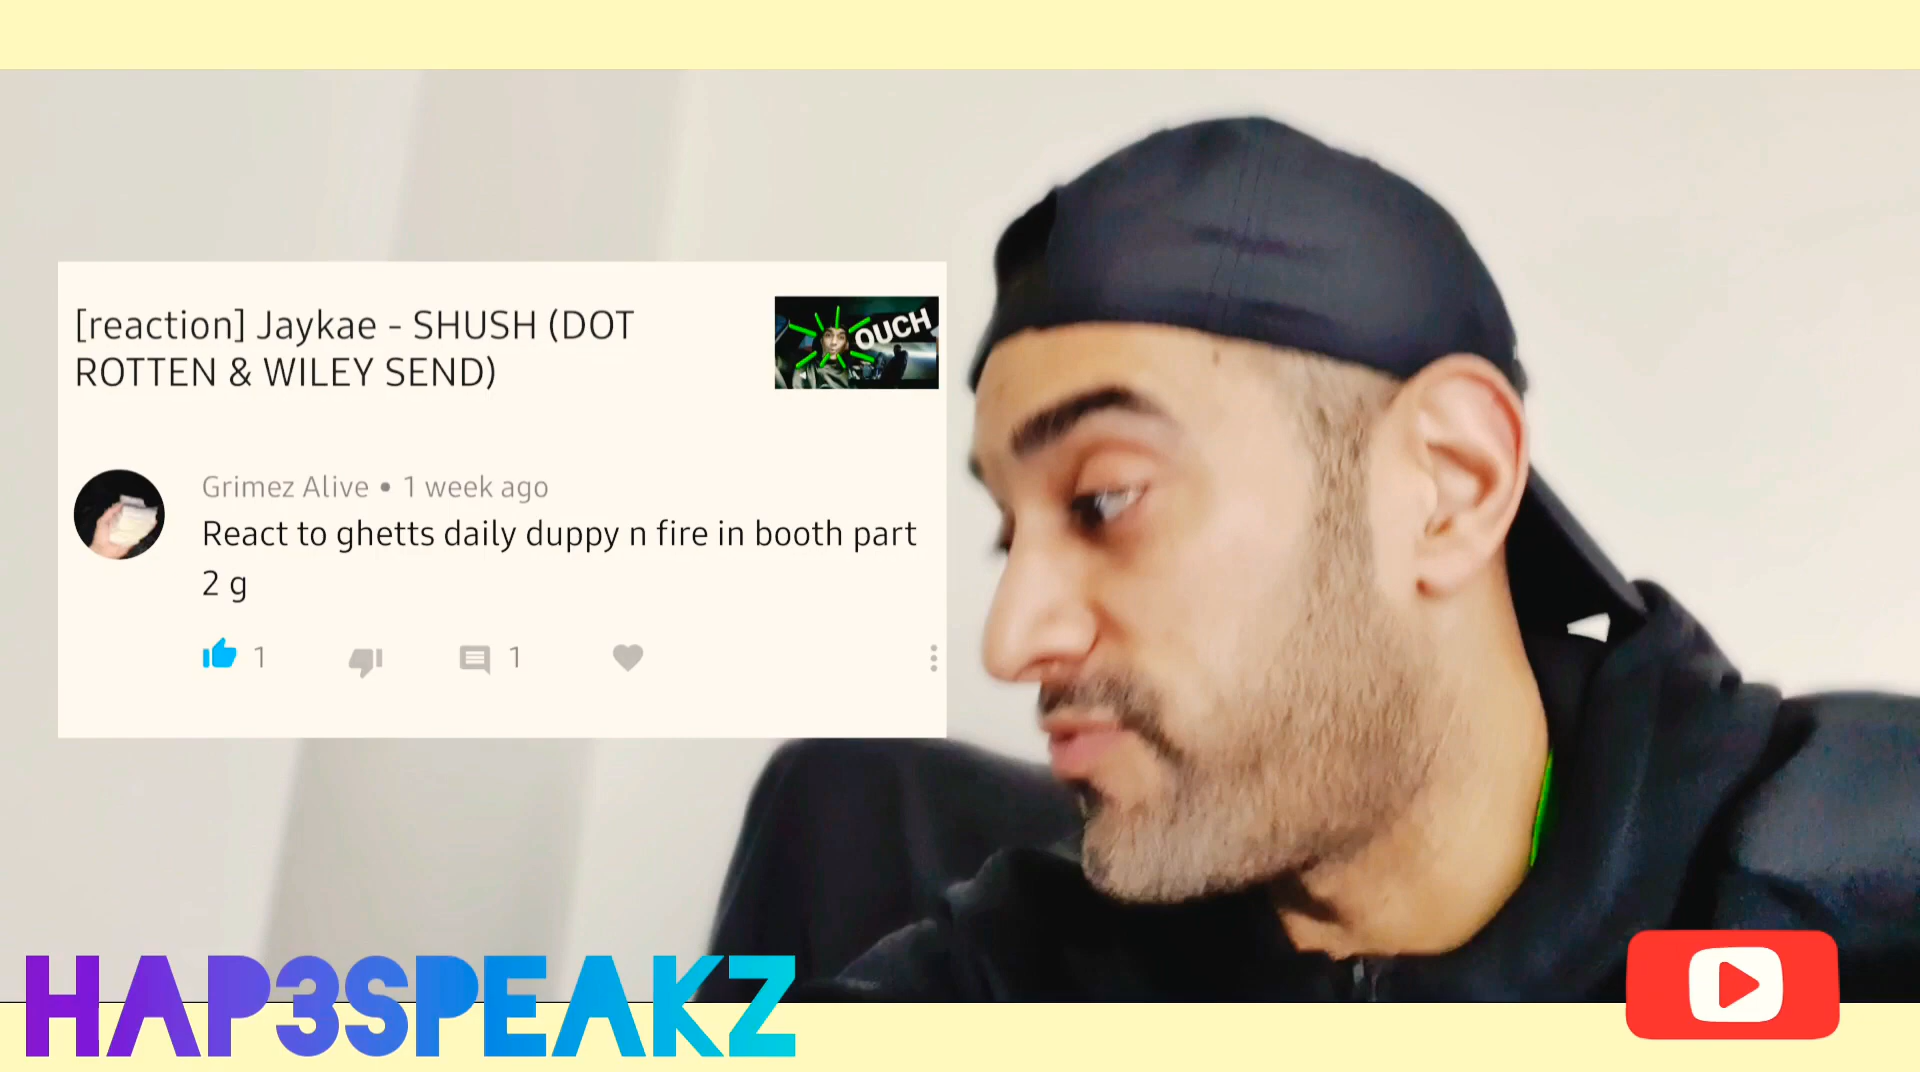 [reaction] Jaykae - SHUSH (DOT
ROTTEN & WILEY SEND)
OUCH
Grimez Alive • 1 week ago
React to ghetts daily duppy n fire in booth part
2 g
1
1
HAP3SPEAKZ